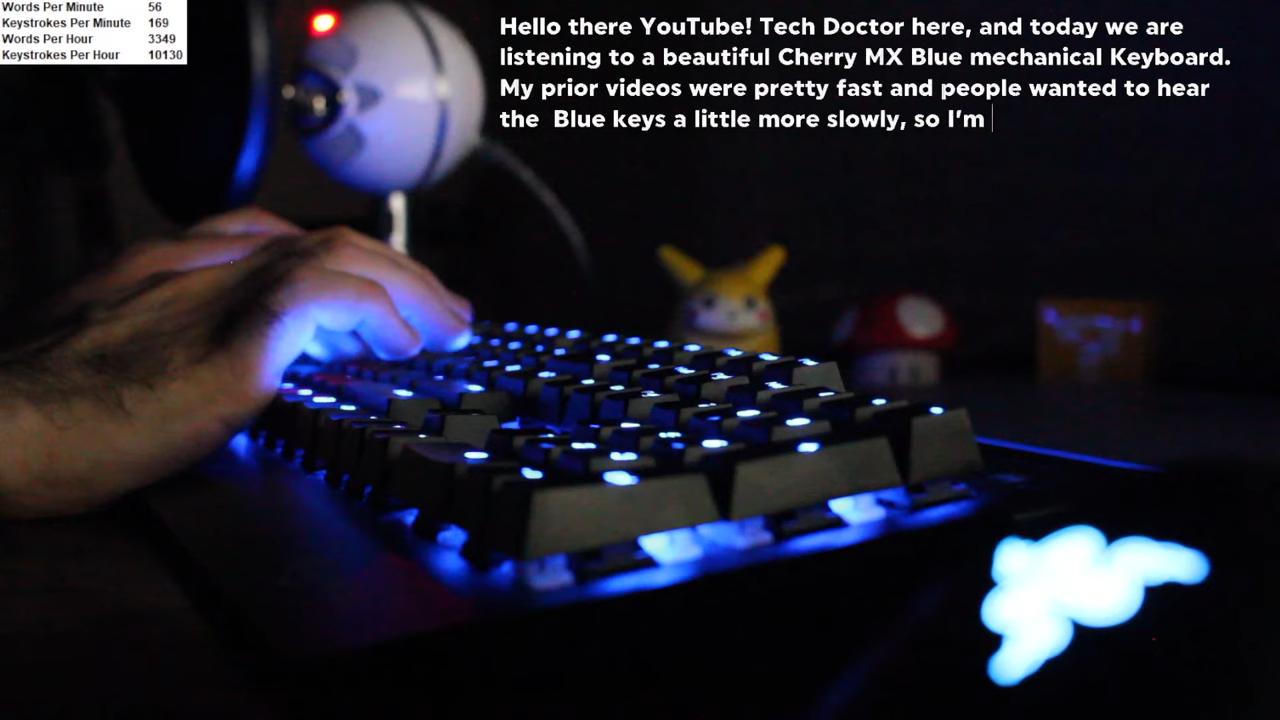 Words Per Minute 56
Keystrokes Per Minute 169
Words Per Hour 3349
Keystrokes Per Hour 10130
Hello there YouTube! Tech Doctor here, and today we are
listening to a beautiful Cherry MX Blue mechanical Keyboard.
My prior videos were pretty fast and people wanted to hear
the  Blue keys a little more slowly, so I’m